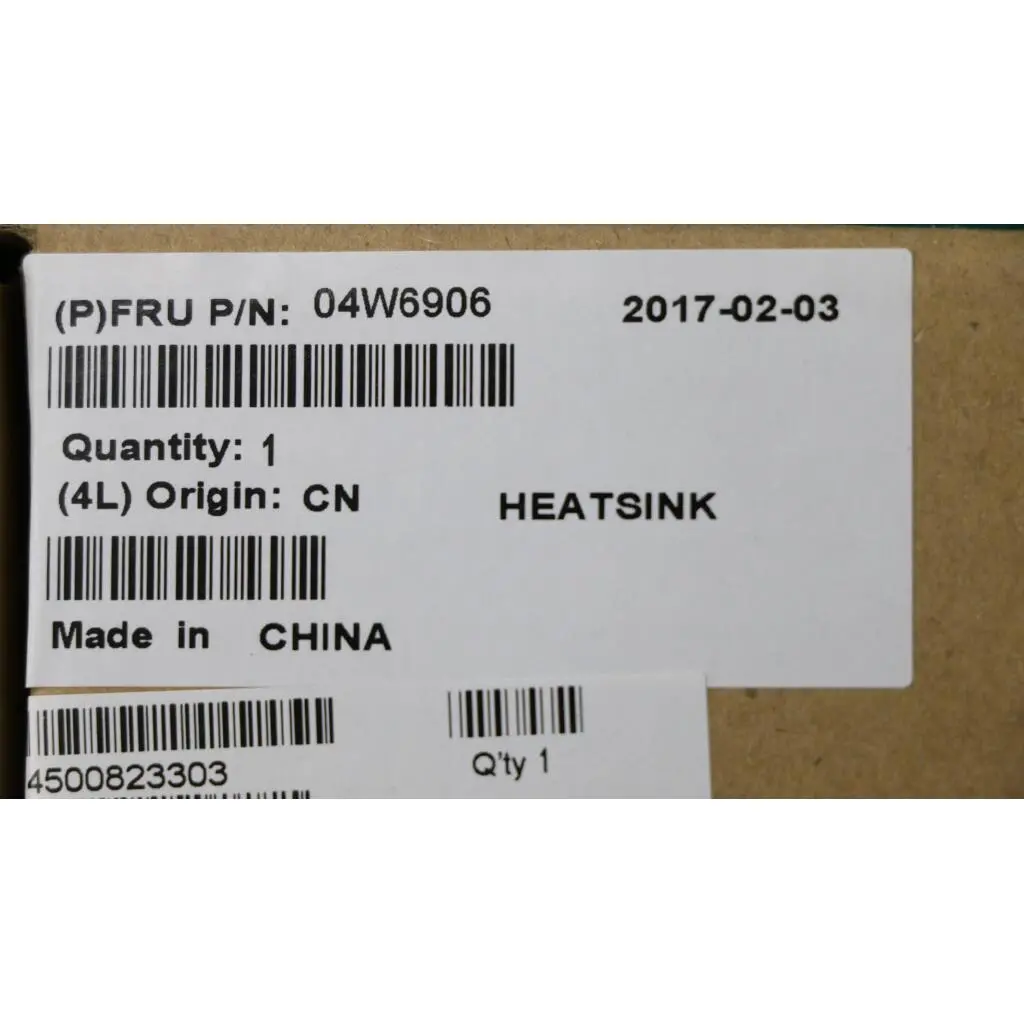 (P)FRU P/N: 04W6906 2017-02-03
Quantity: 1
(4L) Origin: CN HEATSINK
Made in CHINA
4500823303 Q'ty 1